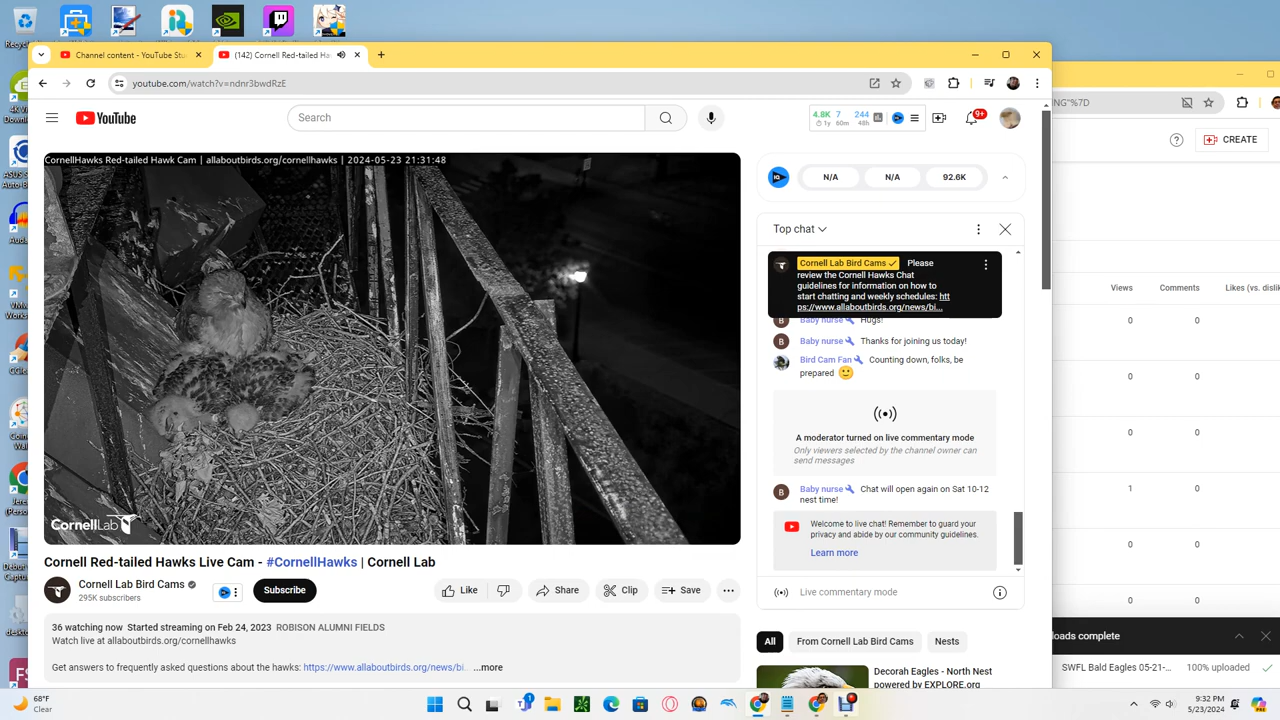 Channel content - YouTube Stu
(142) Cornell Red-tailed Ha
youtube.com/watch?v=ndnr3bwdRzE
ING"%7D
YouTube
Search
4.8K 7 244
1y 60m 48h
9+
CREATE
CornellHawks Red-tailed Hawk Cam | allaboutbirds.org/cornellhawks | 2024-05-23 21:31:48
CornellLab
IQ
N/A
N/A
92.6K
Top chat
Cornell Lab Bird Cams Please
review the Cornell Hawks Chat
guidelines for information on how to
start chatting and weekly schedules: htt
ps://www.allaboutbirds.org/news/bi...
B Baby nurse Hugs!
B Baby nurse Thanks for joining us today!
Bird Cam Fan Counting down, folks, be
prepared
A moderator turned on live commentary mode
Only viewers selected by the channel owner can
send messages
B Baby nurse Chat will open again on Sat 10-12
nest time!
Welcome to live chat! Remember to guard your
privacy and abide by our community guidelines.
Learn more
Live commentary mode
Views Comments Likes (vs. dislik
0 0
0 0
0 0
1 0
0 0
0 0
Cornell Red-tailed Hawks Live Cam - #CornellHawks | Cornell Lab
Cornell Lab Bird Cams
295K subscribers
Subscribe
Like
Share
Clip
Save
36 watching now Started streaming on Feb 24, 2023 ROBISON ALUMNI FIELDS
Watch live at allaboutbirds.org/cornellhawks
Get answers to frequently asked questions about the hawks: https://www.allaboutbirds.org/news/bi... ...more
All
From Cornell Lab Bird Cams
Nests
Decorah Eagles - North Nest
powered by EXPLORE.org
loads complete
SWFL Bald Eagles 05-21-...
100% uploaded
68°F
Clear
1
9:32 PM
5/23/2024